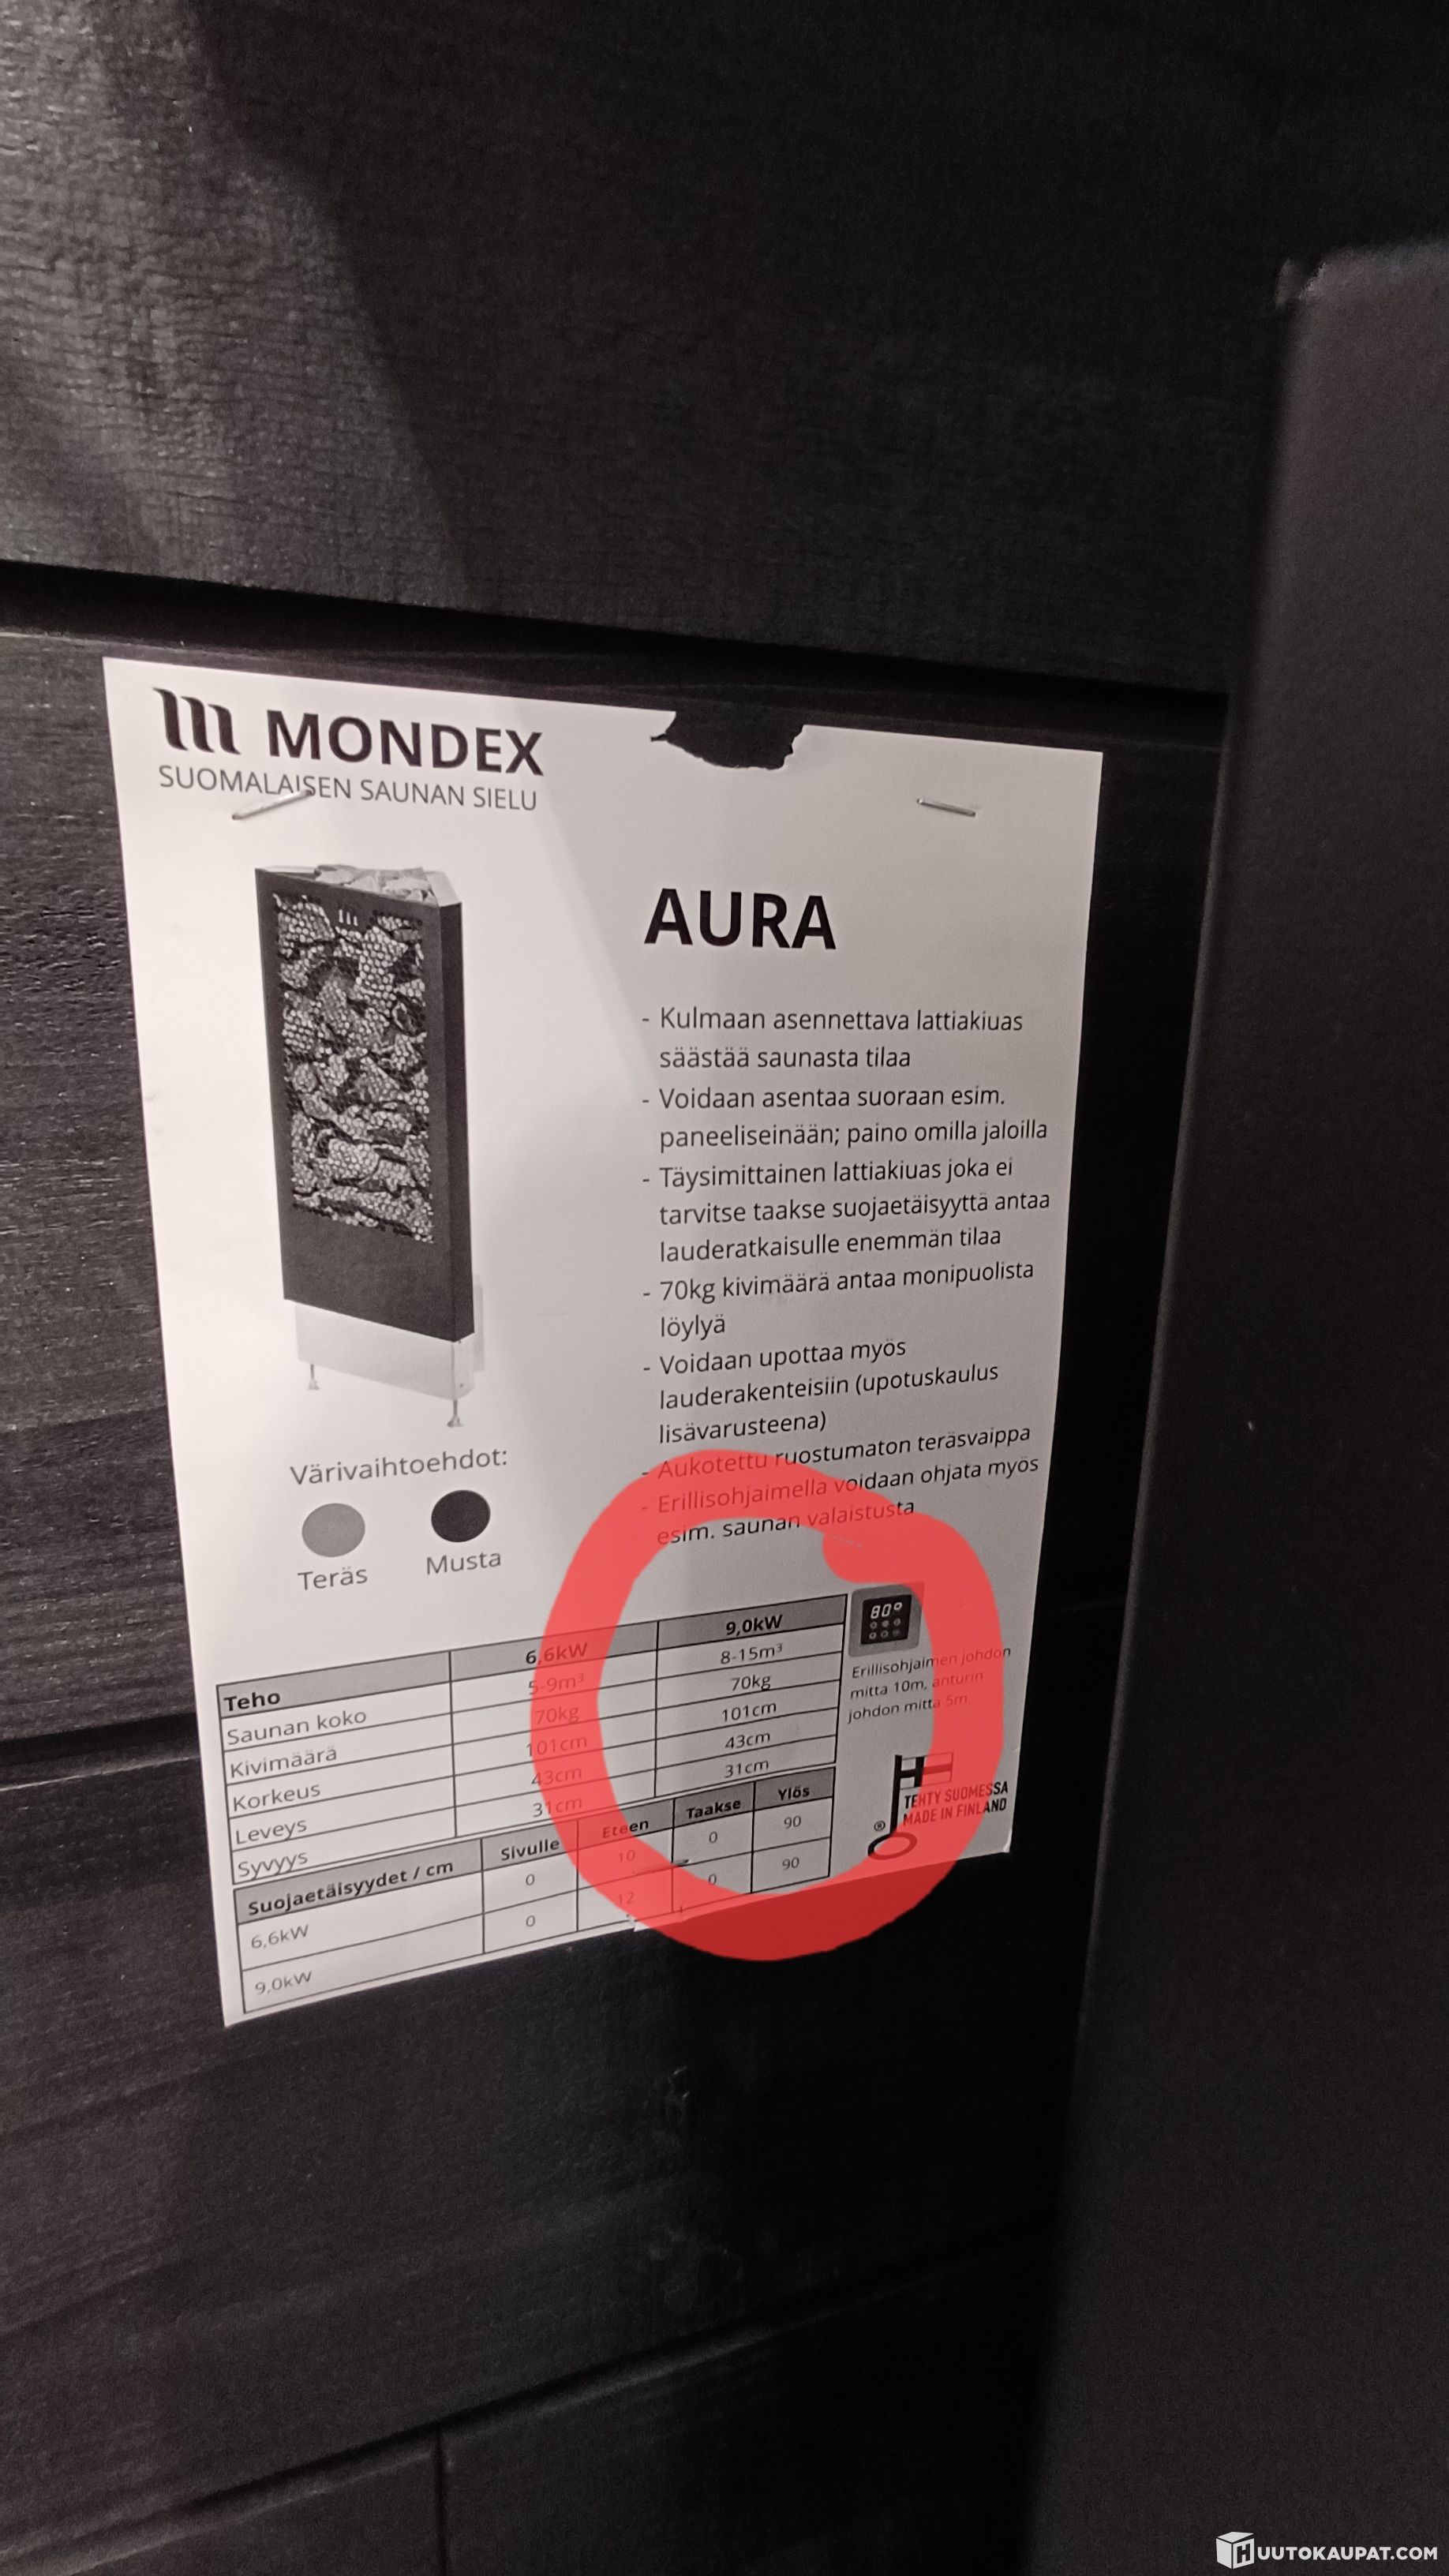 MONDEX
SUOMALAISEN SAUNAN SIELU
AURA
- Kulmaan asennettava lattiakiuas
säästää saunasta tilaa
- Voidaan asentaa suoraan esim.
paneeliseinään; paino omilla jaloilla
- Täysimittainen lattiakiuas joka ei
tarvitse taakse suojaetäisyyttä antaa
lauderatkaisulle enemmän tilaa
- 70kg kivimäärä antaa monipuolista
löylyä
- Voidaan upottaa myös
lauderakenteisiin (upotuskaulus
lisävarusteena)
- Aukotettu ruostumaton teräsvaippa
- Erillisohjaimella voidaan ohjata myös
esim. saunan valaistusta
Värivaihtoehdot:
Teräs Musta
Teho 6,6kW 9,0kW
Saunan koko 5-9m³ 8-15m³
Kivimäärä 70kg 70kg
Korkeus 101cm 101cm
Leveys 43cm 43cm
Syvyys 31cm 31cm
Suojaetäisyydet / cm Sivulle Eteen Taakse Ylös
6,6kW 0 10 0 90
9,0kW 0 12 0 90
80°
Erillisohjaimen johdon
mitta 10m, anturin
johdon mitta 5m
TEHTY SUOMESSA
MADE IN FINLAND
®
HUUTOKAUPAT.COM